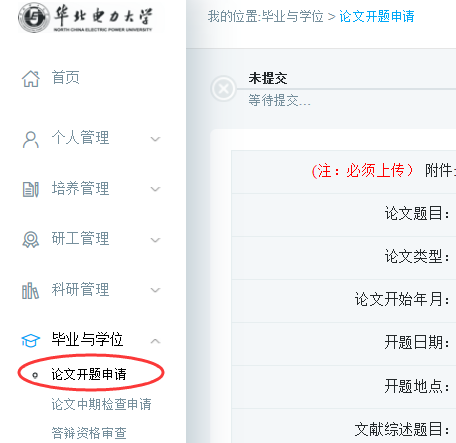 华北电力大学
NORTH CHINA ELECTRIC POWER UNIVERSITY
首页
个人管理
培养管理
研工管理
科研管理
毕业与学位
论文开题申请
论文中期检查申请
答辩资格审查
我的位置:毕业与学位 > 论文开题申请
未提交
等待提交...
(注：必须上传） 附件:
论文题目:
论文类型:
论文开始年月:
开题日期:
开题地点:
文献综述题目: